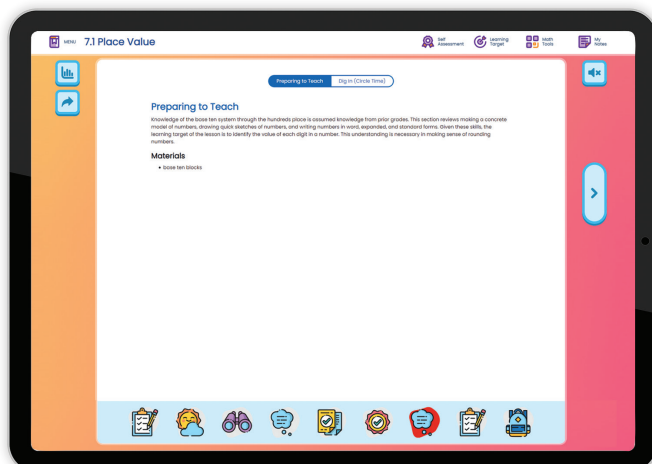 MENU 7.1 Place Value
Self
Assessment
Learning
Target
Math
Tools
My
Notes
Preparing to Teach Dig In (Circle Time)
Preparing to Teach
Knowledge of the base ten system through the hundreds place is assumed knowledge from prior grades. This section reviews making a concrete
model of numbers, drawing quick sketches of numbers, and writing numbers in word, expanded, and standard forms. Given these skills, the
learning target of the lesson is to identify the value of each digit in a number. This understanding is necessary in making sense of rounding
numbers.
Materials
• base ten blocks